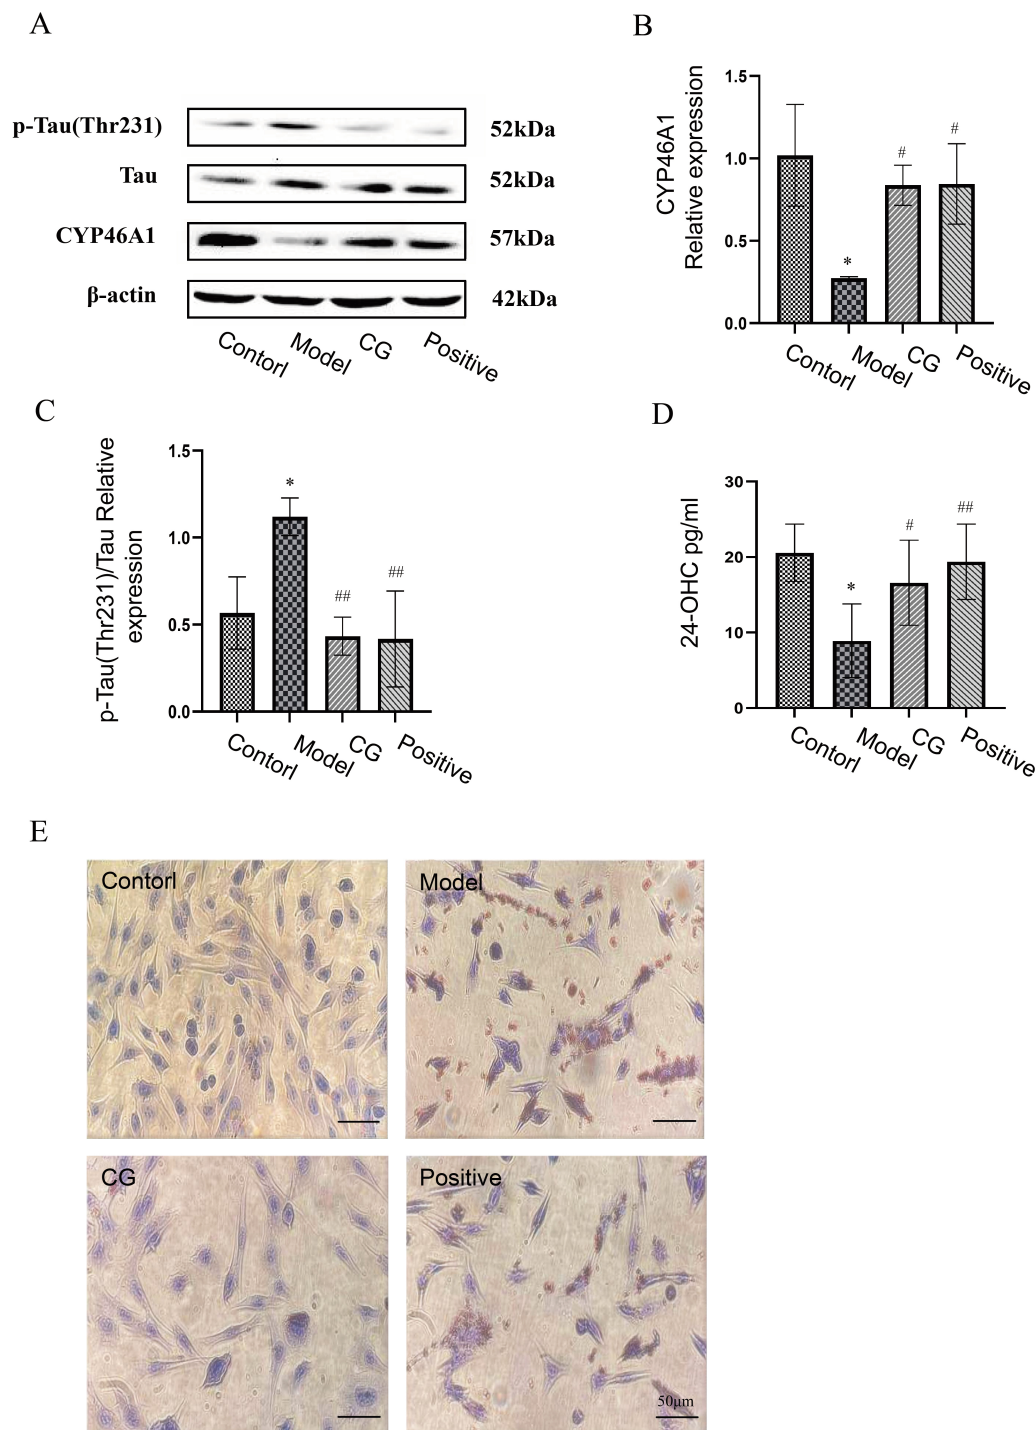 A
p-Tau(Thr231)
52kDa
Tau
52kDa
CYP46A1
57kDa
β-actin
42kDa
Contorl
Model
CG
Positive
B
CYP46A1
Relative expression
1.5
1.0
0.5
0.0
*
#
#
Contorl
Model
CG
Positive
C
p-Tau(Thr231)/Tau Relative
expression
1.5
1.0
0.5
0.0
*
##
##
Contorl
Model
CG
Positive
D
24-OHC pg/ml
30
20
10
0
*
#
##
Contorl
Model
CG
Positive
E
Contorl
Model
CG
Positive
50μm